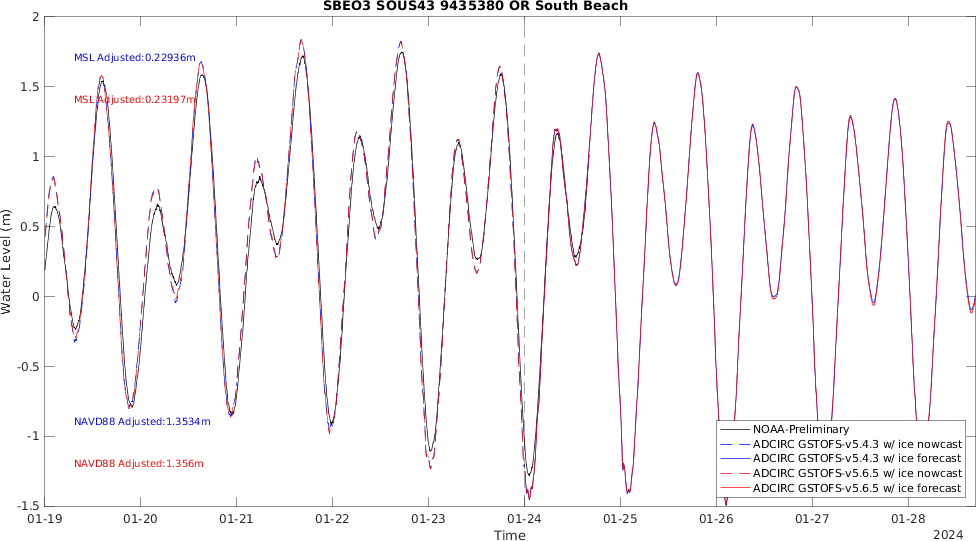 SBEO3 SOUS43 9435380 OR South Beach
2
1.5
1
0.5
0
-0.5
-1
-1.5
Water Level (m)
MSL Adjusted:0.22936m
MSL Adjusted:0.23197m
NAVD88 Adjusted:1.3534m
NAVD88 Adjusted:1.356m
NOAA-Preliminary
ADCIRC GSTOFS-v5.4.3 w/ ice nowcast
ADCIRC GSTOFS-v5.4.3 w/ ice forecast
ADCIRC GSTOFS-v5.6.5 w/ ice nowcast
ADCIRC GSTOFS-v5.6.5 w/ ice forecast
01-19 01-20 01-21 01-22 01-23 01-24 01-25 01-26 01-27 01-28
Time
2024